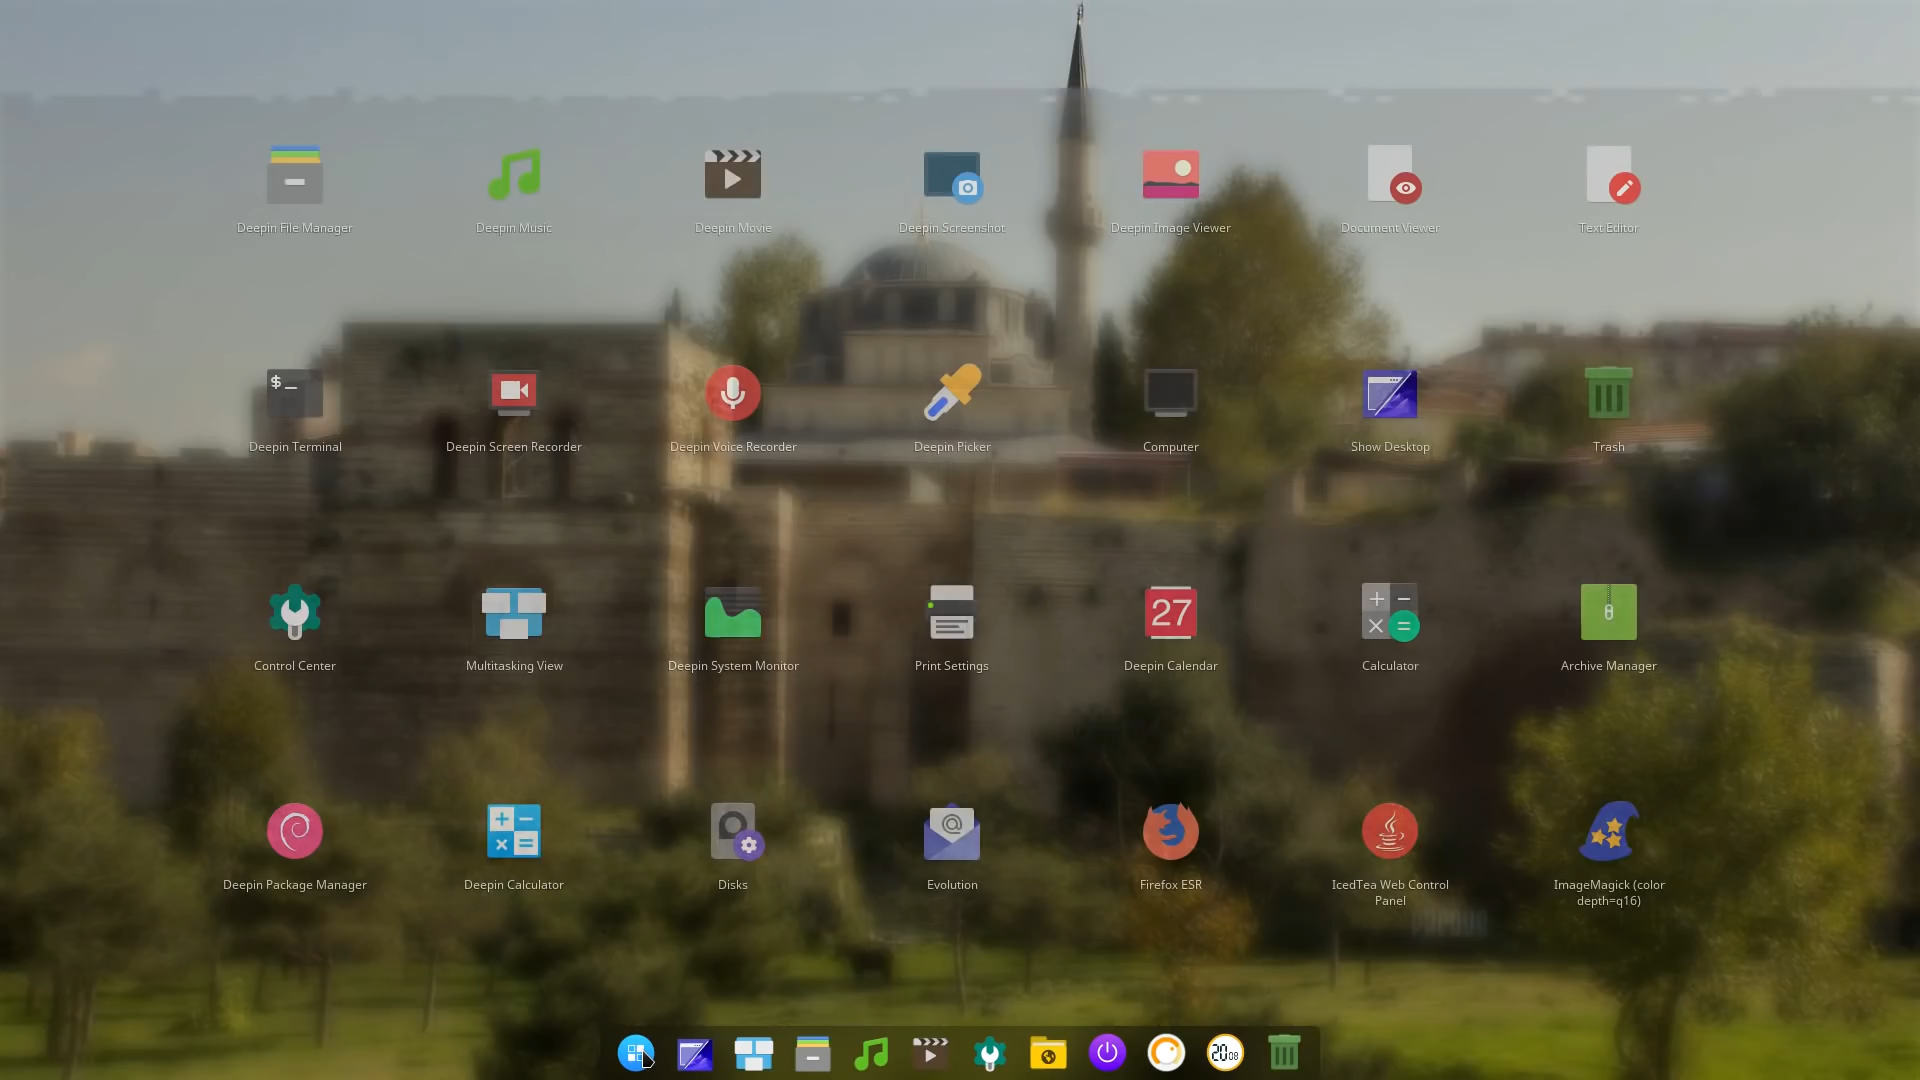 Deepin File Manager
Deepin Music
Deepin Movie
Deepin Screenshot
Deepin Image Viewer
Document Viewer
Text Editor
$_
Deepin Terminal
Deepin Screen Recorder
Deepin Voice Recorder
Deepin Picker
Computer
Show Desktop
Trash
27
+ −
× =
Control Center
Multitasking View
Deepin System Monitor
Print Settings
Deepin Calendar
Calculator
Archive Manager
+ −
× =
@
Deepin Package Manager
Deepin Calculator
Disks
Evolution
Firefox ESR
IcedTea Web Control
Panel
ImageMagick (color
depth=q16)
20 08